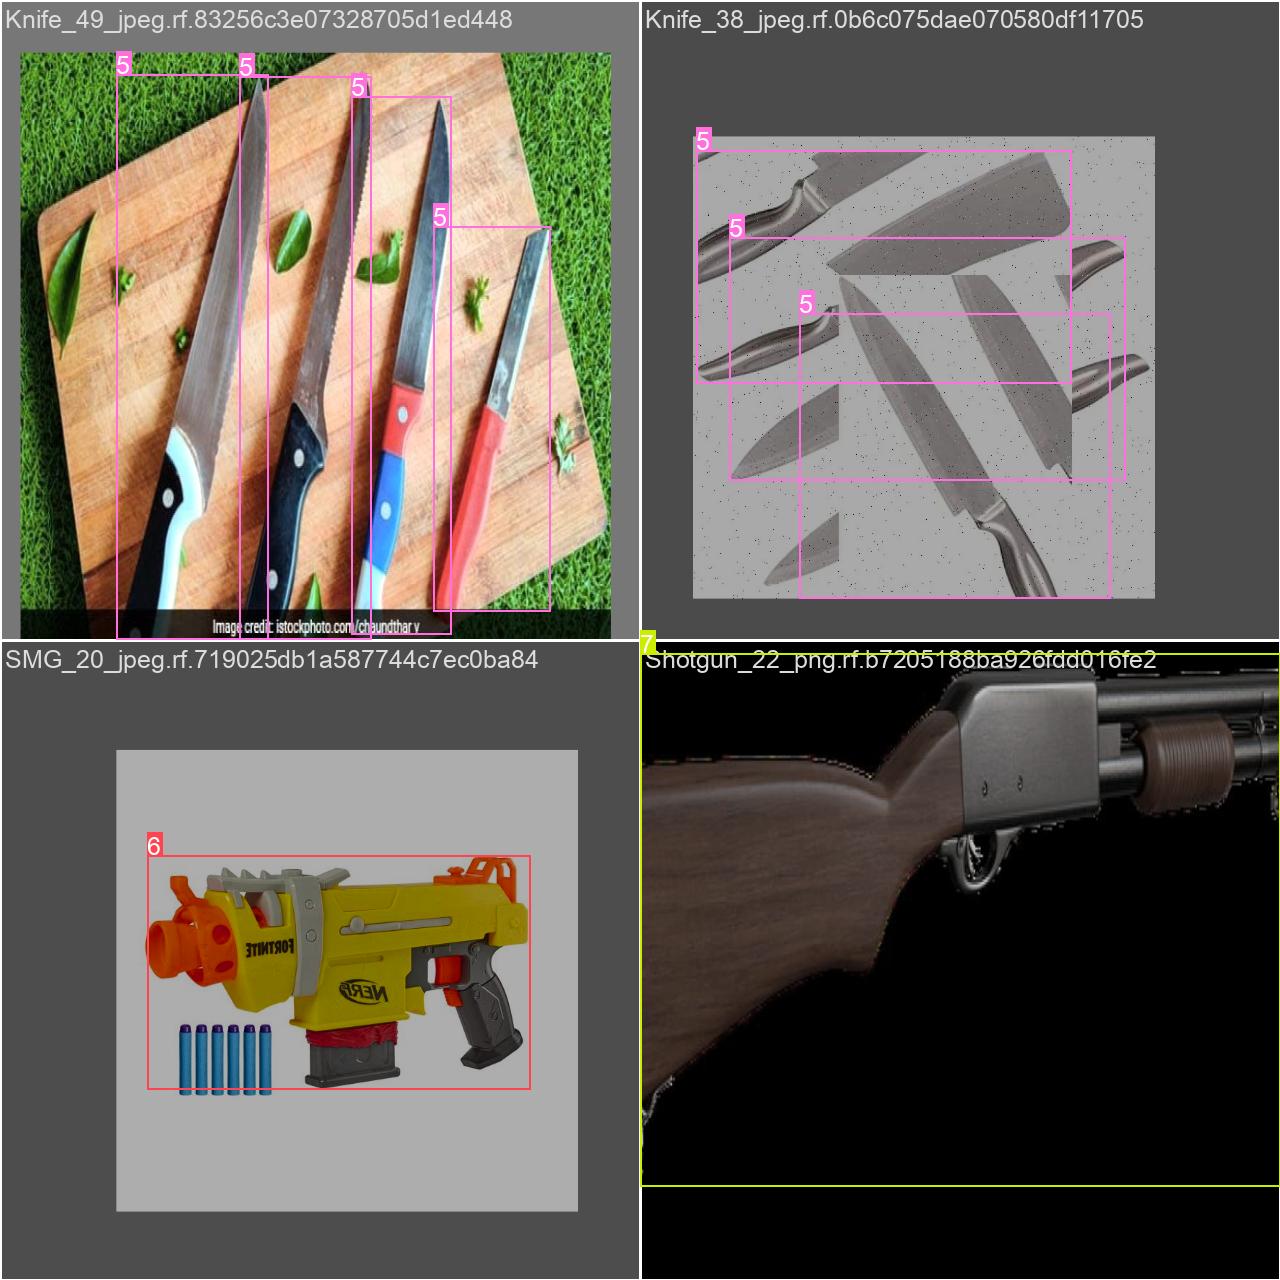 Knife_49_jpeg.rf.83256c3e07328705d1ed448
Knife_38_jpeg.rf.0b6c075dae070580df11705
5
5
5
5
5
5
5
Image credit: istockphoto.com/chaundthar y
SMG_20_jpeg.rf.719025db1a587744c7ec0ba84
7
Shotgun_22_png.rf.b7205188ba926fdd016fe2
6
FORTNITE
NERF